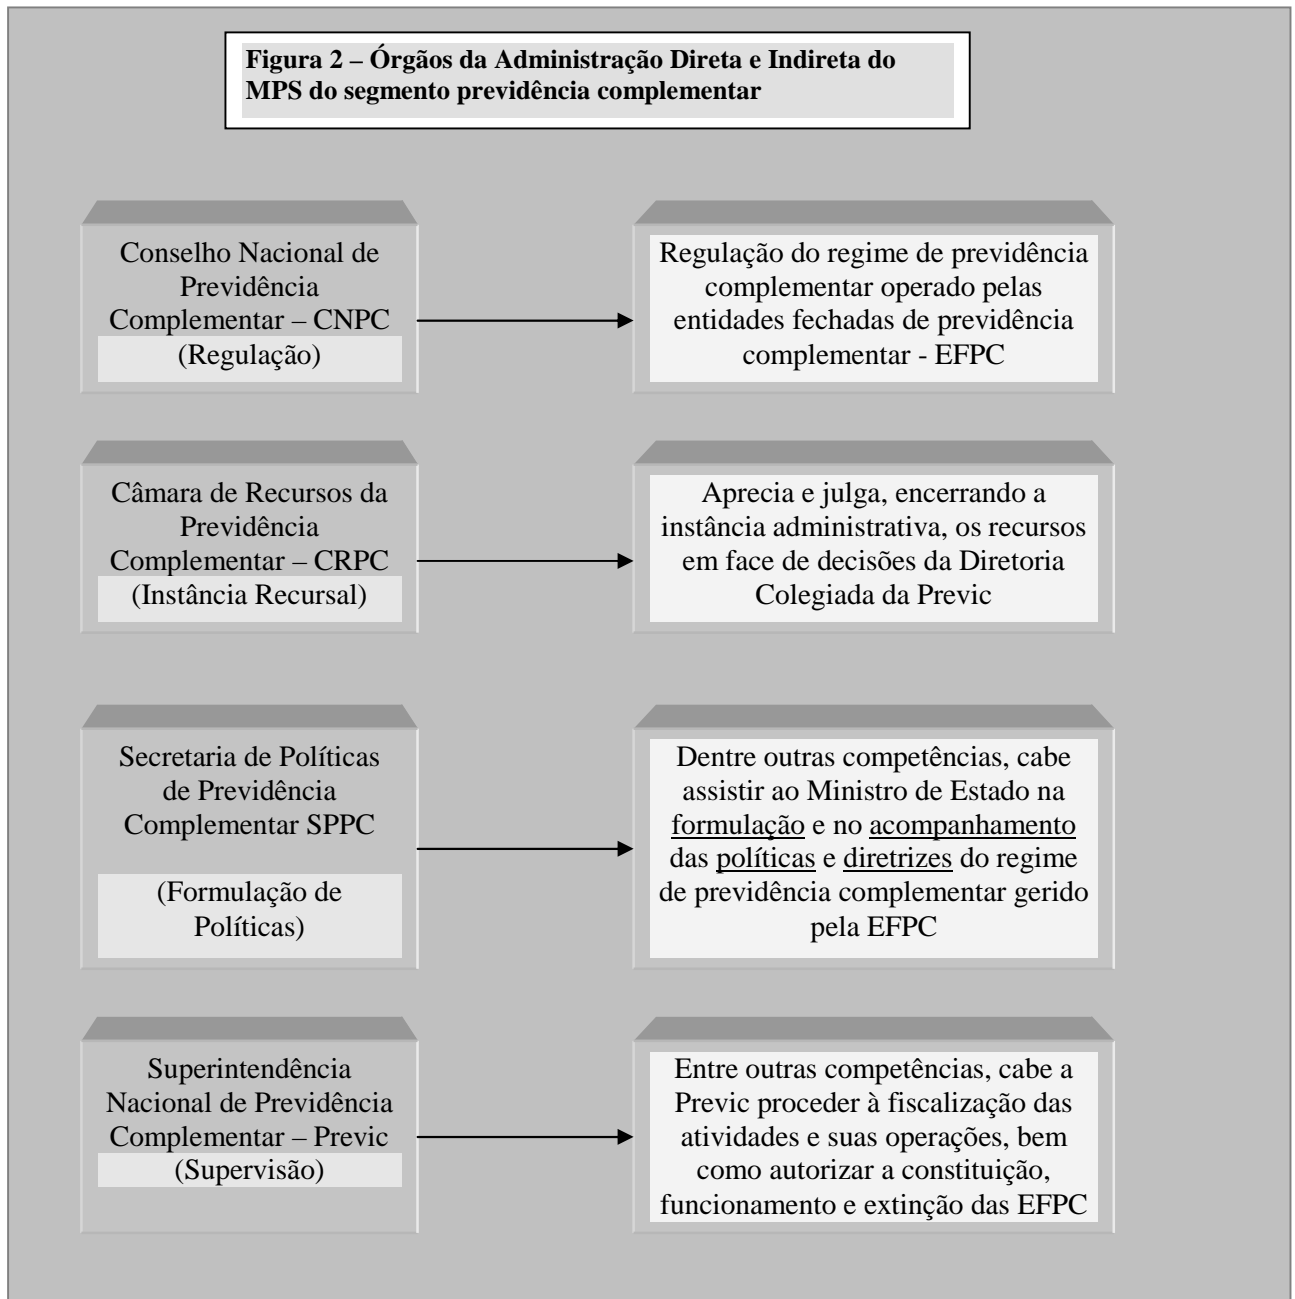 Figura 2 – Órgãos da Administração Direta e Indireta do
MPS do segmento previdência complementar
Conselho Nacional de
Previdência
Complementar – CNPC
(Regulação)
Regulação do regime de previdência
complementar operado pelas
entidades fechadas de previdência
complementar - EFPC
Câmara de Recursos da
Previdência
Complementar – CRPC
(Instância Recursal)
Aprecia e julga, encerrando a
instância administrativa, os recursos
em face de decisões da Diretoria
Colegiada da Previc
Secretaria de Políticas
de Previdência
Complementar SPPC
(Formulação de
Políticas)
Dentre outras competências, cabe
assistir ao Ministro de Estado na
formulação e no acompanhamento
das políticas e diretrizes do regime
de previdência complementar gerido
pela EFPC
Superintendência
Nacional de Previdência
Complementar – Previc
(Supervisão)
Entre outras competências, cabe a
Previc proceder à fiscalização das
atividades e suas operações, bem
como autorizar a constituição,
funcionamento e extinção das EFPC